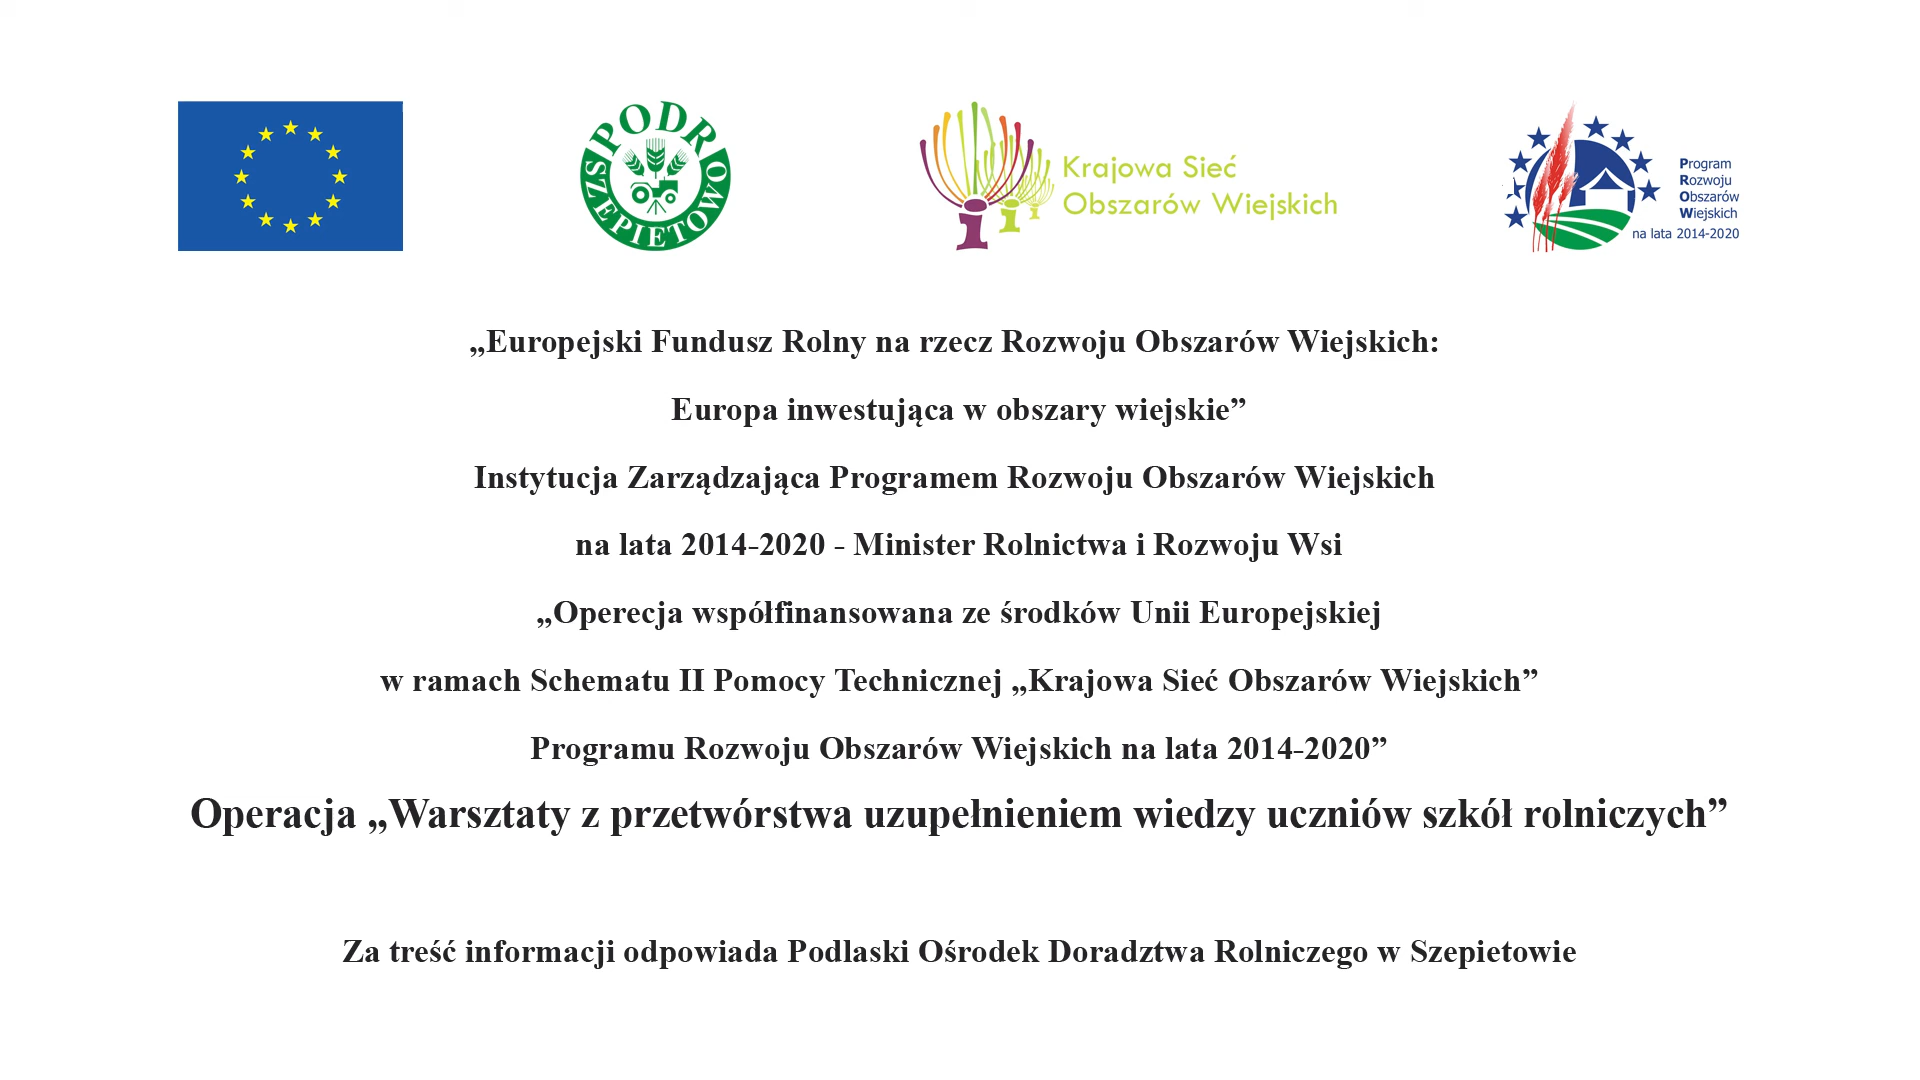 PODR
SZEPIETOWO
Krajowa Sieć
Obszarów Wiejskich
Program
Rozwoju
Obszarów
Wiejskich
na lata 2014-2020
„Europejski Fundusz Rolny na rzecz Rozwoju Obszarów Wiejskich:
Europa inwestująca w obszary wiejskie”
Instytucja Zarządzająca Programem Rozwoju Obszarów Wiejskich
na lata 2014-2020 - Minister Rolnictwa i Rozwoju Wsi
„Operecja współfinansowana ze środków Unii Europejskiej
w ramach Schematu II Pomocy Technicznej „Krajowa Sieć Obszarów Wiejskich”
Programu Rozwoju Obszarów Wiejskich na lata 2014-2020”
Operacja „Warsztaty z przetwórstwa uzupełnieniem wiedzy uczniów szkół rolniczych”
Za treść informacji odpowiada Podlaski Ośrodek Doradztwa Rolniczego w Szepietowie